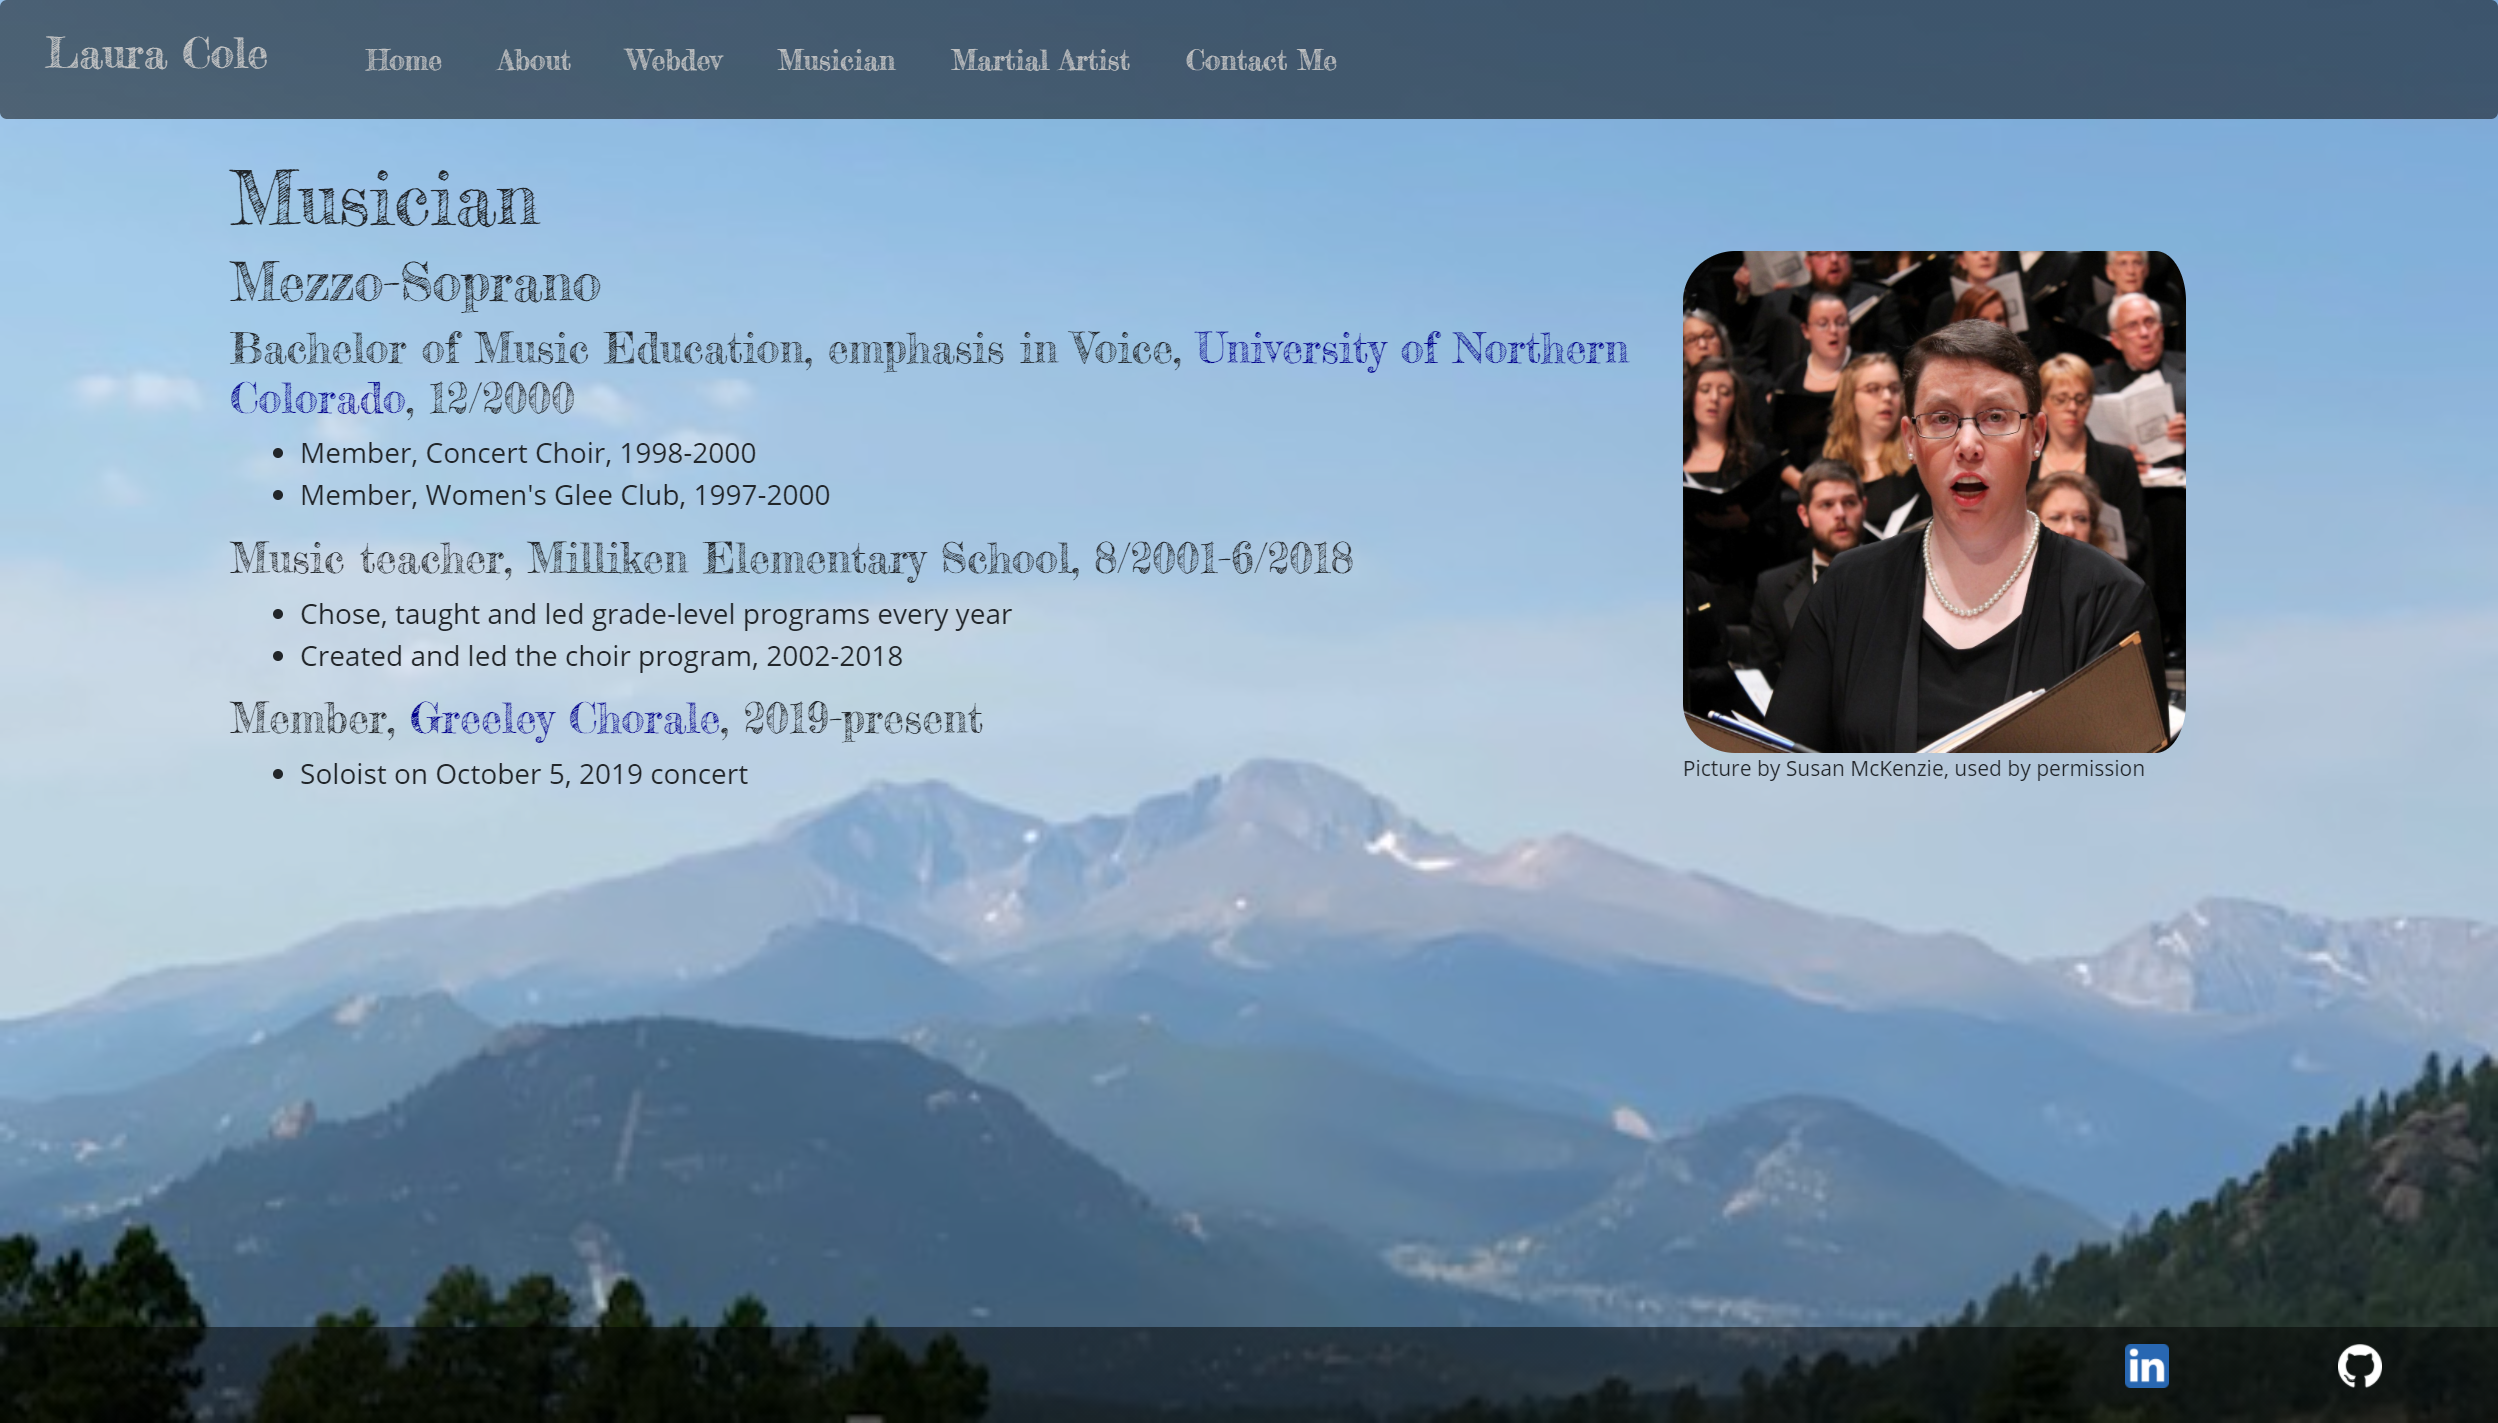 Laura Cole Home About Webdev Musician Martial Artist Contact Me
Musician
Mezzo-Soprano
Bachelor of Music Education, emphasis in Voice, University of Northern
Colorado, 12/2000
• Member, Concert Choir, 1998-2000
• Member, Women's Glee Club, 1997-2000
Music teacher, Milliken Elementary School, 8/2001-6/2018
• Chose, taught and led grade-level programs every year
• Created and led the choir program, 2002-2018
Member, Greeley Chorale, 2019-present
• Soloist on October 5, 2019 concert
Picture by Susan McKenzie, used by permission
in